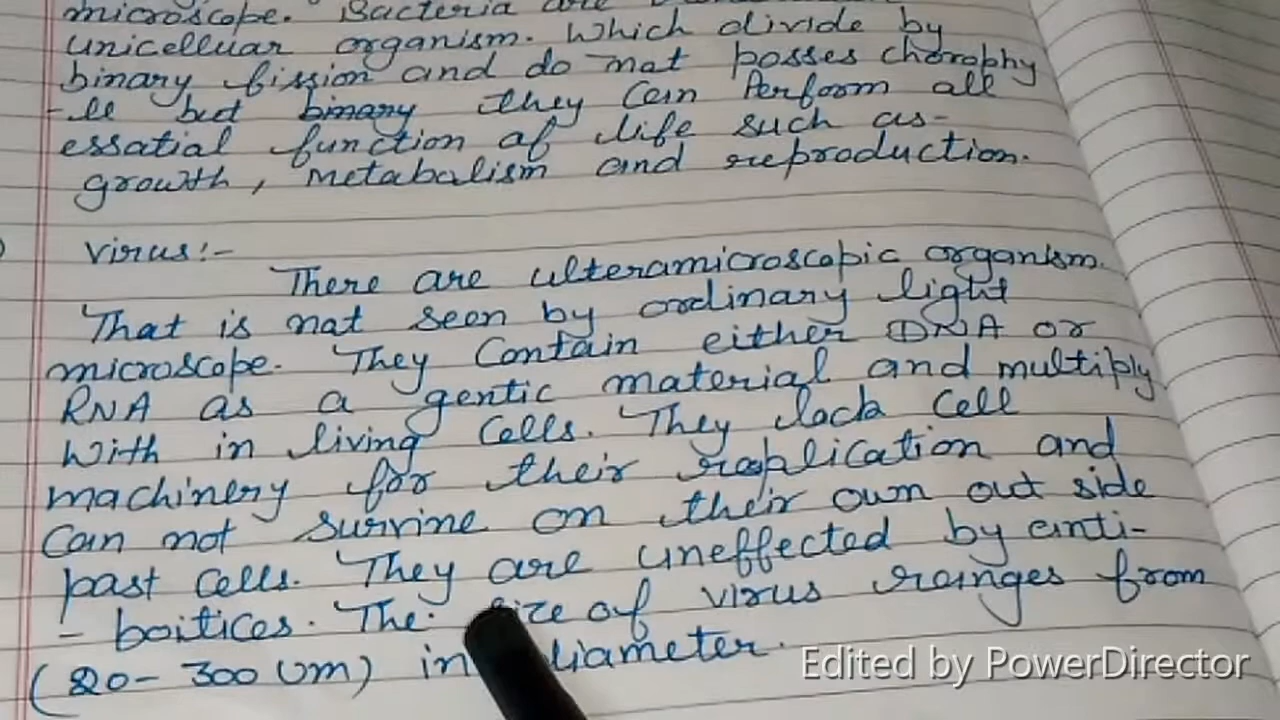 microscope. Bacteria are
unicelluar organism. Which divide by
binary fission and do nat posses chorophy
-ll but binary they can Perform all
essatial function of life such as-
growth, metabalism and reproduction.
Virus:-
There are ulteramicroscopic organism.
That is nat seen by ordinary light
microscope. They Contain either DNA or
RNA as a gentic material and multiply
With in living Cells. They lack Cell
machinery for their replication and
Can not survine on their own out side
past Cells. They are uneffected by anti-
- boitices. The size of virus ranges from
(20- 300 Um) in diameter.
Edited by PowerDirector